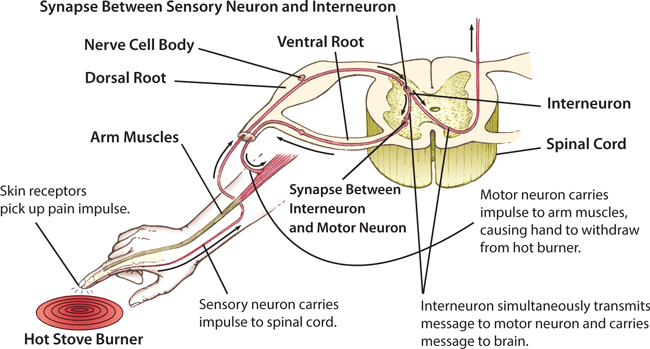 Synapse Between Sensory Neuron and Interneuron
Nerve Cell Body
Ventral Root
Dorsal Root
Interneuron
Arm Muscles
Spinal Cord
Skin receptors
pick up pain impulse.
Synapse Between
Interneuron
and Motor Neuron
Motor neuron carries
impulse to arm muscles,
causing hand to withdraw
from hot burner.
Sensory neuron carries
impulse to spinal cord.
Interneuron simultaneously transmits
message to motor neuron and carries
message to brain.
Hot Stove Burner